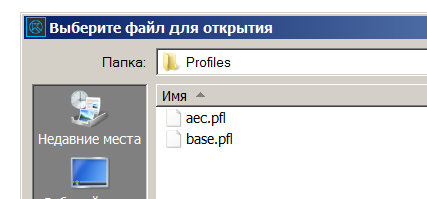 Выберите файл для открытия
Папка: Profiles
Имя
aec.pfl
base.pfl
Недавние места